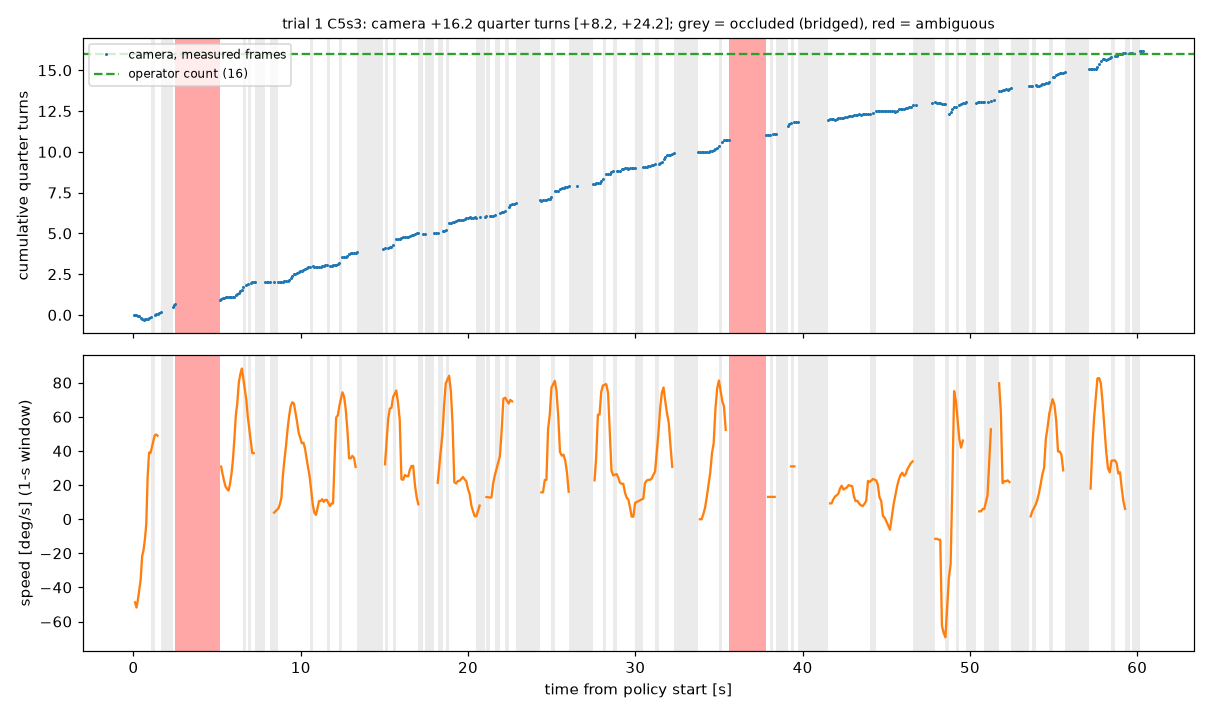 trial 1 C5s3: camera +16.2 quarter turns [+8.2, +24.2]; grey = occluded (bridged), red = ambiguous
camera, measured frames
operator count (16)
cumulative quarter turns
15.0
12.5
10.0
7.5
5.0
2.5
0.0
speed [deg/s] (1-s window)
80
60
40
20
0
−20
−40
−60
0 10 20 30 40 50 60
time from policy start [s]